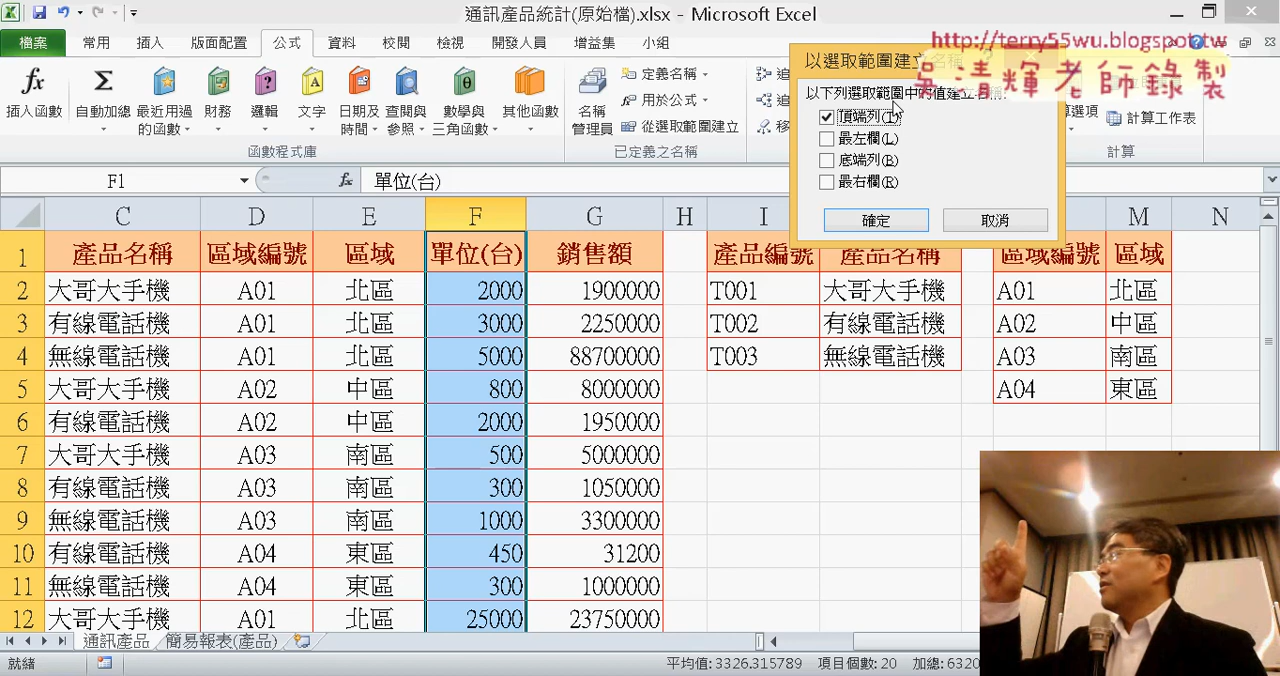 通訊產品統計(原始檔).xlsx - Microsoft Excel
檔案 常用 插入 版面配置 公式 資料 校閱 檢視 開發人員 增益集 小組
http://terry55wu.blogspot.tw
吳清輝老師錄製
插入函數 自動加總 最近用過的函數 財務 邏輯 文字 日期及時間 查閱與參照 數學與三角函數 其他函數
名稱管理員 定義名稱 用於公式 從選取範圍建立
計算工作表
函數程式庫 已定義之名稱 計算
以選取範圍建立名稱
以下列選取範圍中的值建立名稱:
頂端列(T)
最左欄(L)
底端列(B)
最右欄(R)
確定 取消
F1 fx 單位(台)
C D E F G H I M N
1 產品名稱 區域編號 區域 單位(台) 銷售額 產品編號 產品名稱 區域編號 區域
2 大哥大手機 A01 北區 2000 1900000 T001 大哥大手機 A01 北區
3 有線電話機 A01 北區 3000 2250000 T002 有線電話機 A02 中區
4 無線電話機 A01 北區 5000 88700000 T003 無線電話機 A03 南區
5 大哥大手機 A02 中區 800 8000000 A04 東區
6 有線電話機 A02 中區 2000 1950000
7 大哥大手機 A03 南區 500 5000000
8 有線電話機 A03 南區 300 1050000
9 無線電話機 A03 南區 1000 3300000
10 有線電話機 A04 東區 450 31200
11 無線電話機 A04 東區 300 1000000
12 大哥大手機 A01 北區 25000 23750000
通訊產品 簡易報表(產品)
就緒 平均值: 3326.315789 項目個數: 20 加總: 6320